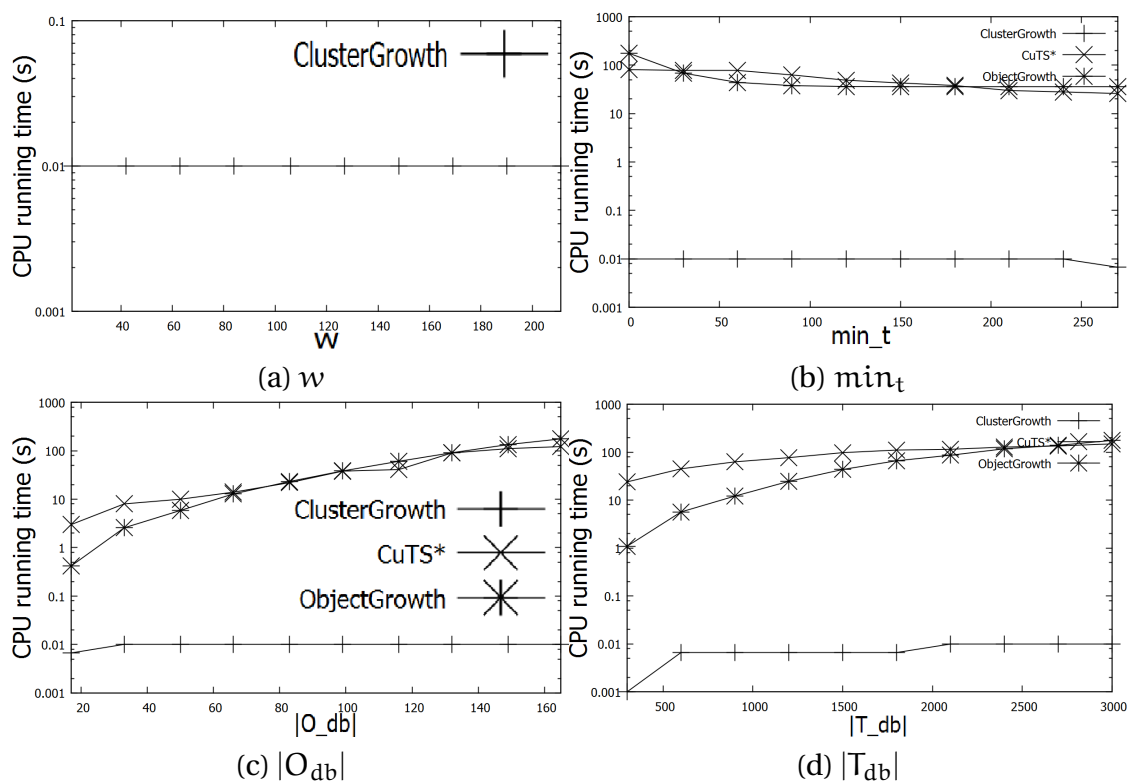 CPU running time (s)
0.1
0.01
0.001
ClusterGrowth
40 60 80 100 120 140 160 180 200
w
(a) w
CPU running time (s)
1000
100
10
1
0.1
0.01
0.001
ClusterGrowth
CuTS*
ObjectGrowth
0 50 100 150 200 250
min_t
(b) min_t
CPU running time (s)
1000
100
10
1
0.1
0.01
0.001
ClusterGrowth
CuTS*
ObjectGrowth
20 40 60 80 100 120 140 160
|O_db|
(c) |O_db|
CPU running time (s)
1000
100
10
1
0.1
0.01
0.001
ClusterGrowth
CuTS*
ObjectGrowth
500 1000 1500 2000 2500 3000
|T_db|
(d) |T_db|